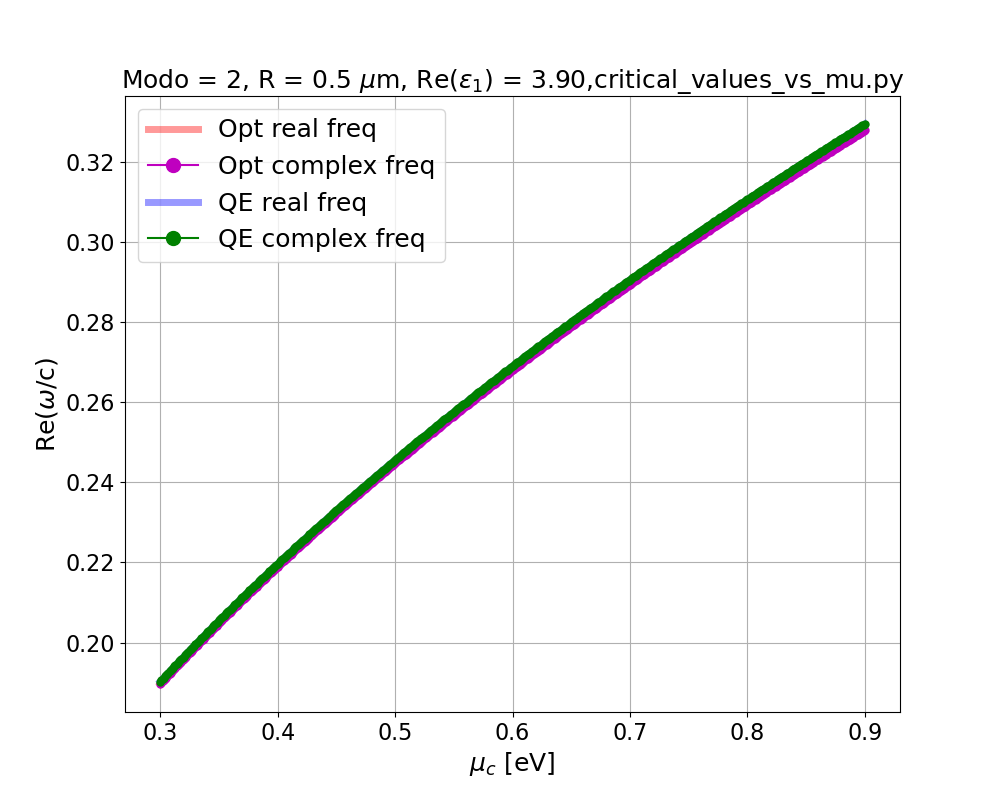 Modo = 2, R = 0.5 μm, Re(ε₁) = 3.90,critical_values_vs_mu.py
Opt real freq
Opt complex freq
QE real freq
QE complex freq
Re(ω/c)
0.32
0.30
0.28
0.26
0.24
0.22
0.20
0.3 0.4 0.5 0.6 0.7 0.8 0.9
μ_c [eV]